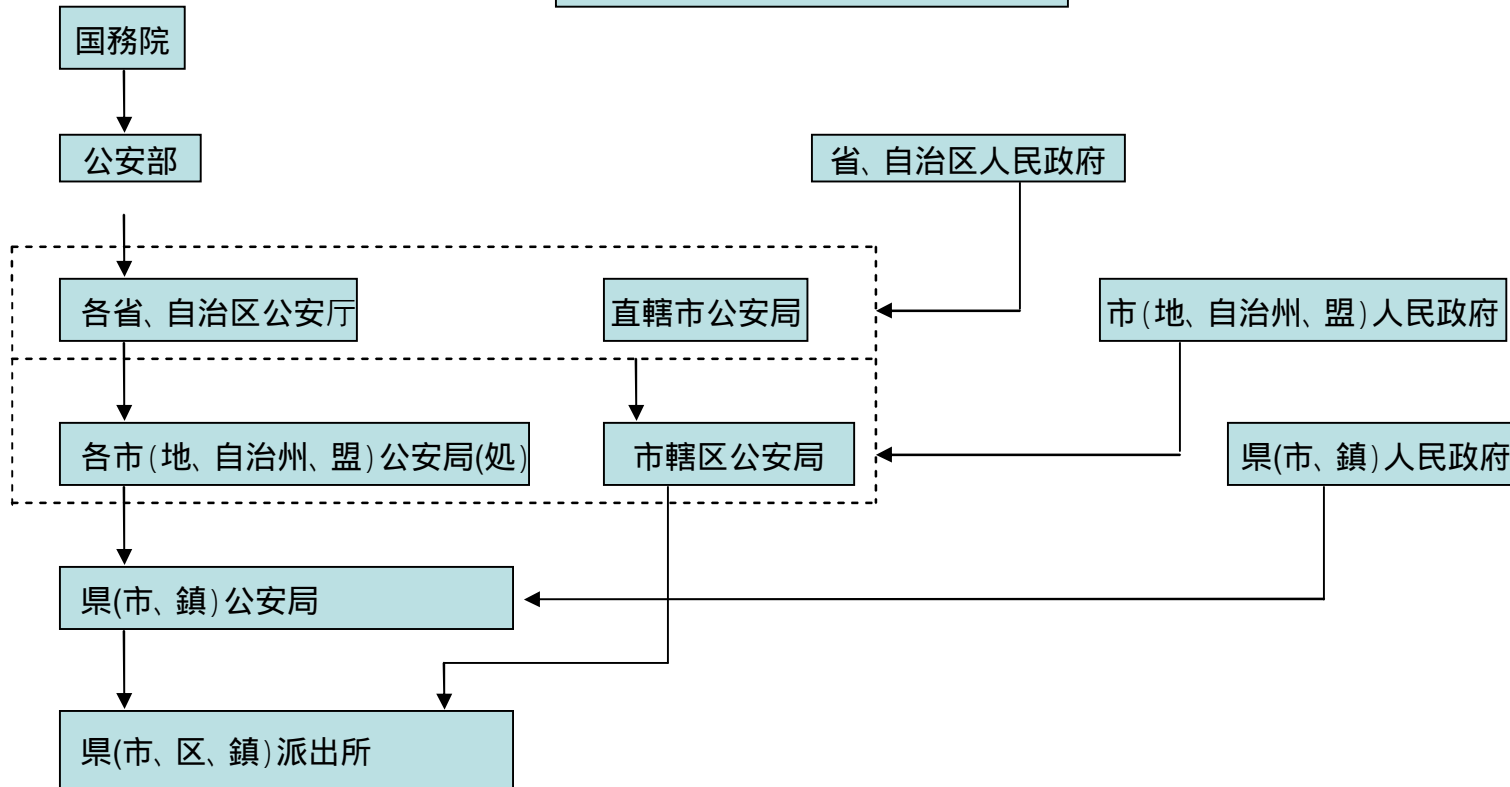 国務院
公安部
省、自治区人民政府
各省、自治区公安厅
直轄市公安局
市(地、自治州、盟)人民政府
各市(地、自治州、盟)公安局(処)
市轄区公安局
県(市、鎮)人民政府
県(市、鎮)公安局
県(市、区、鎮)派出所